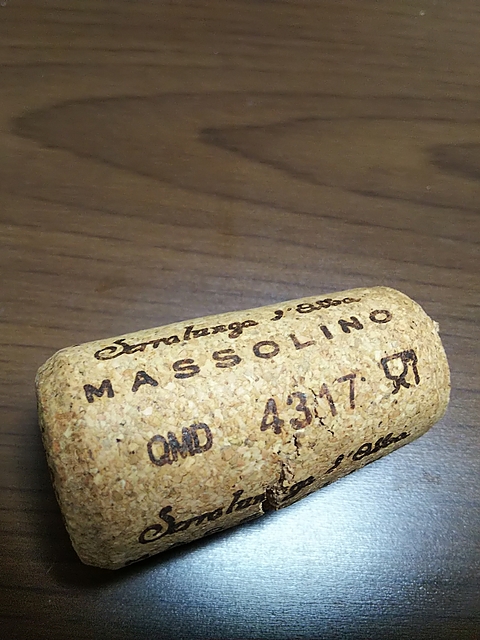 Serralunga d'Alba
MASSOLINO
QMD 4317
Serralunga d'Alba